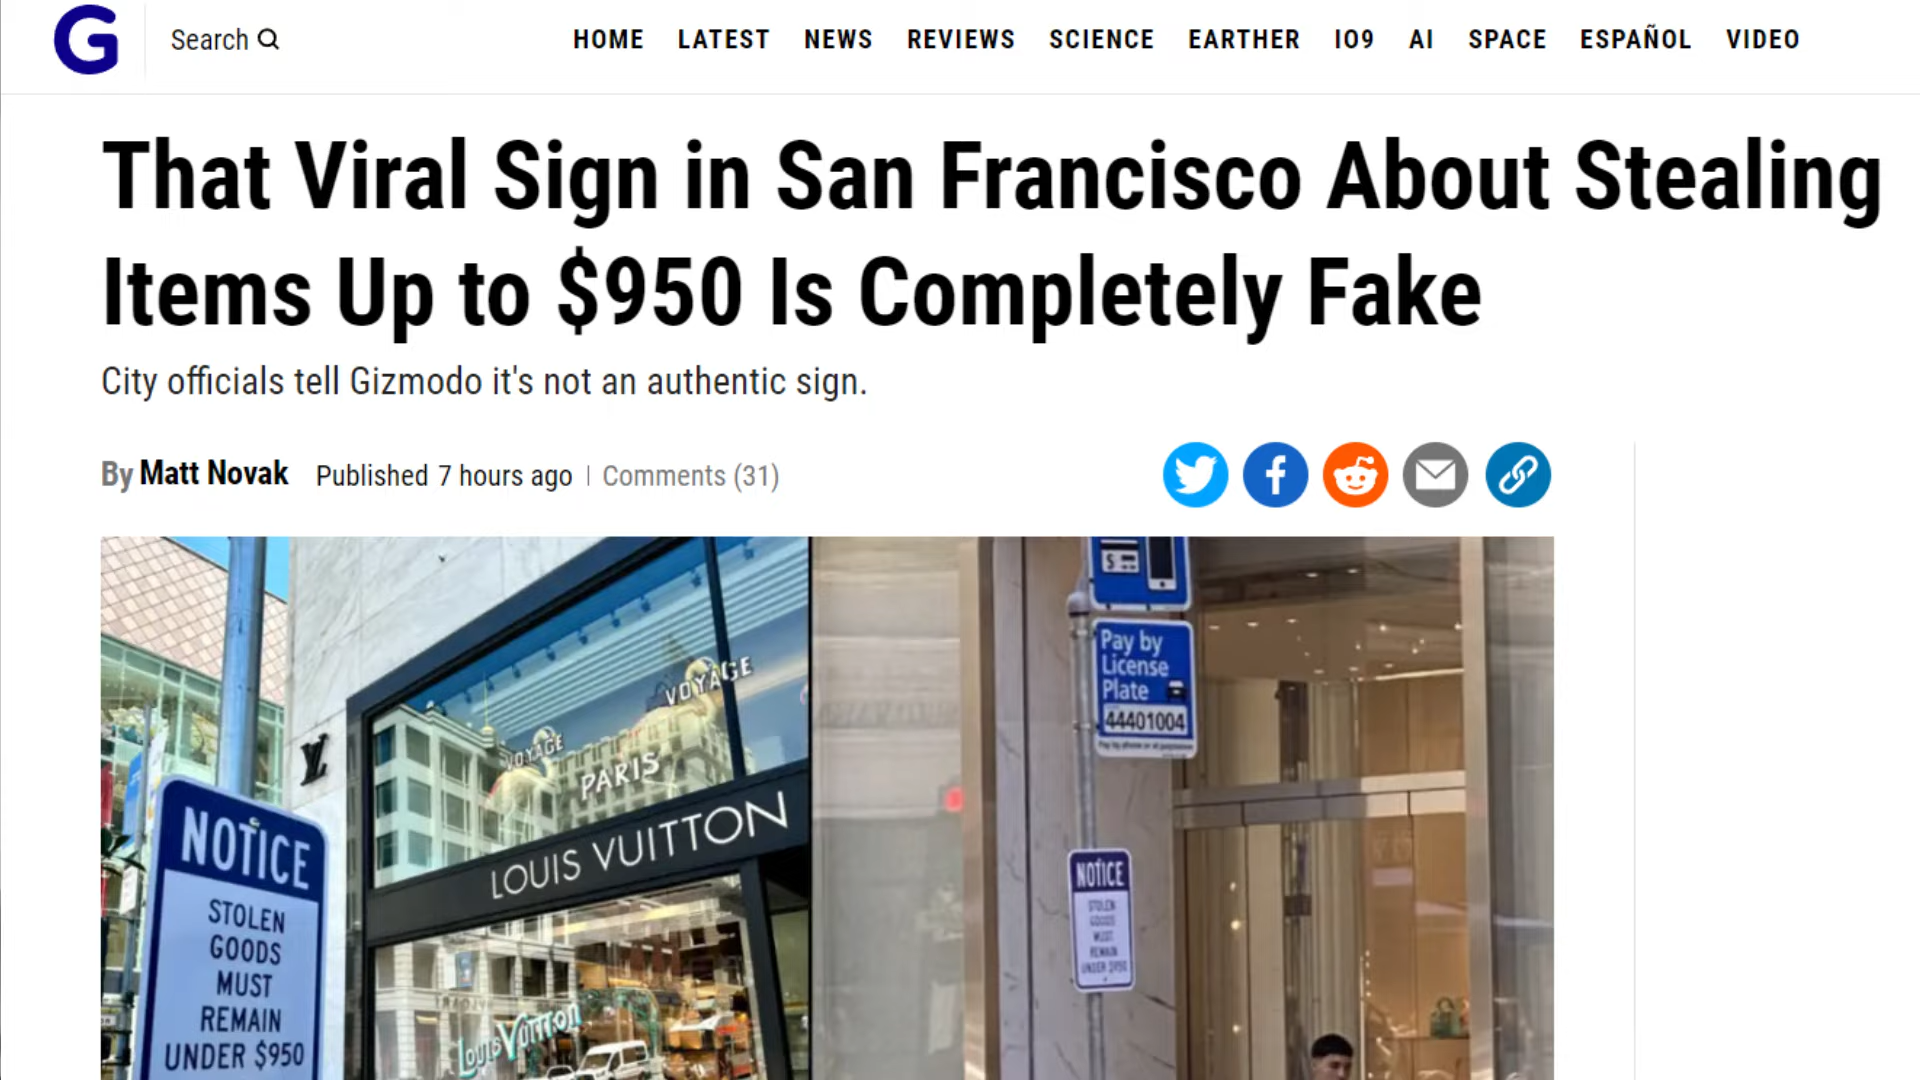 G
Search
HOME LATEST NEWS REVIEWS SCIENCE EARTHER IO9 AI SPACE ESPAÑOL VIDEO
That Viral Sign in San Francisco About Stealing
Items Up to $950 Is Completely Fake
City officials tell Gizmodo it's not an authentic sign.
By Matt Novak Published 7 hours ago | Comments (31)
VOYAGE
VOYAGE
PARIS
LOUIS VUITTON
Louis Vuitton
LV
NOTICE
STOLEN
GOODS
MUST
REMAIN
UNDER $950
$
Pay by
License
Plate
44401004
NOTICE
STOLEN
GOODS
MUST
REMAIN
UNDER $950